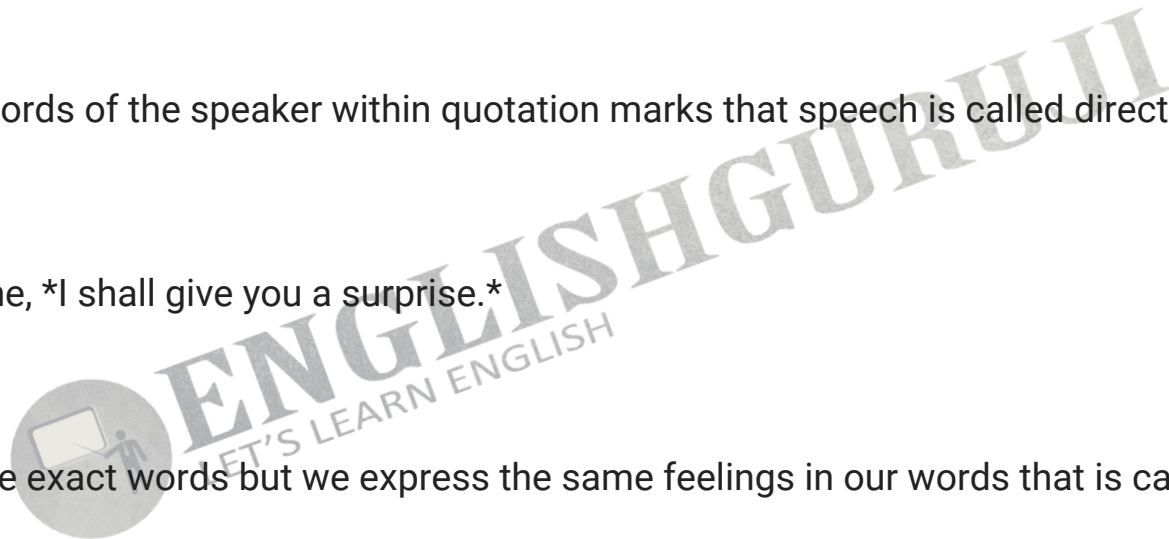 ords of the speaker within quotation marks that speech is called direct
e, *I shall give you a surprise.*
e exact words but we express the same feelings in our words that is ca
ENGLISHGURUJI
LET'S LEARN ENGLISH